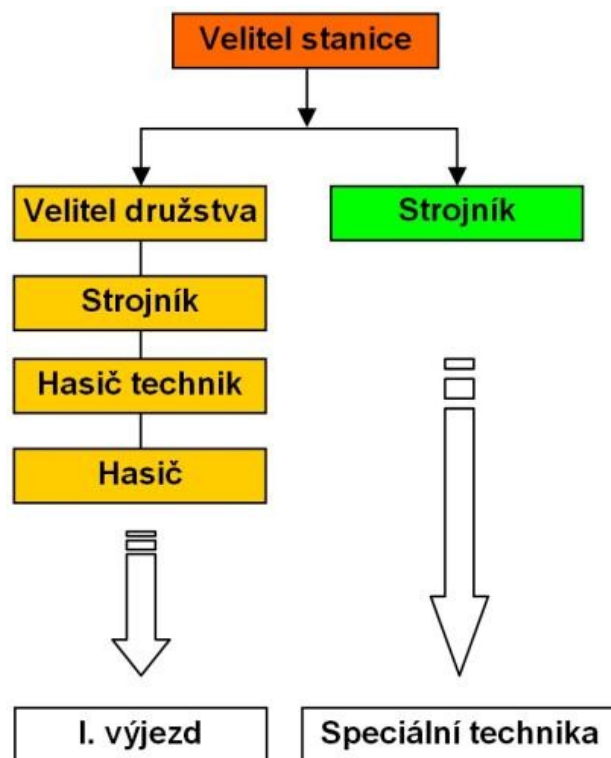 Velitel stanice
Velitel družstva
Strojník
Strojník
Hasič technik
Hasič
I. výjezd
Speciální technika